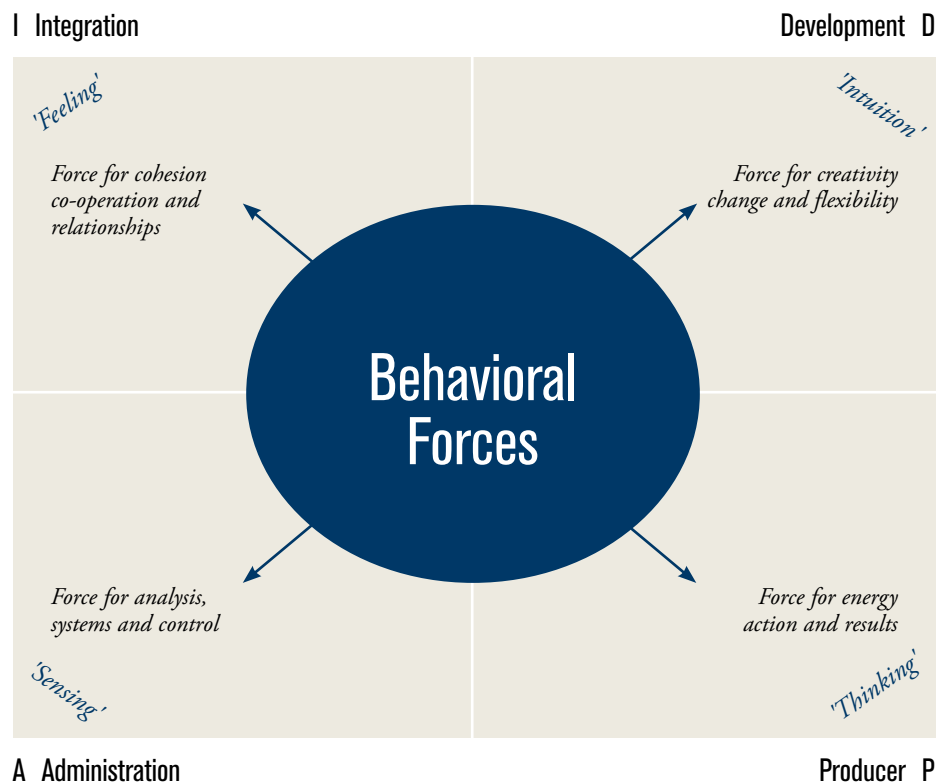 I Integration
Development D
'Feeling'
'Intuition'
Force for cohesion
co-operation and
relationships
Force for creativity
change and flexibility
Behavioral
Forces
Force for analysis,
systems and control
Force for energy
action and results
'Sensing'
'Thinking'
A Administration
Producer P